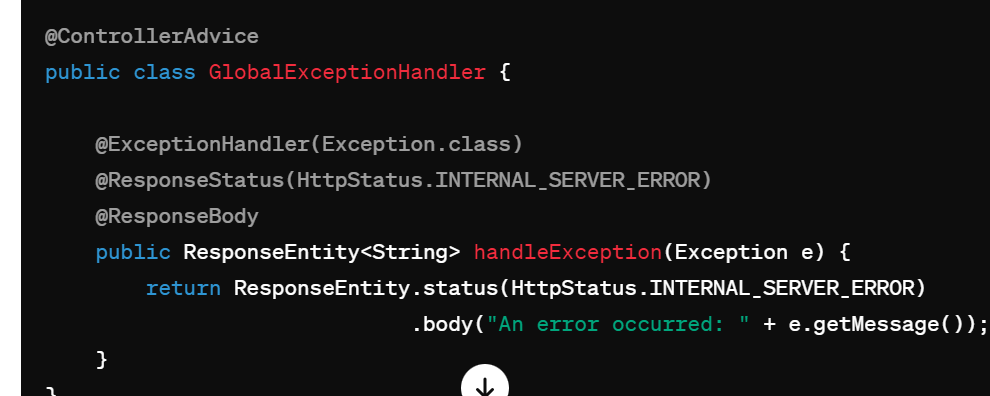 @ControllerAdvice
public class GlobalExceptionHandler {
@ExceptionHandler(Exception.class)
@ResponseStatus(HttpStatus.INTERNAL_SERVER_ERROR)
@ResponseBody
public ResponseEntity<String> handleException(Exception e) {
return ResponseEntity.status(HttpStatus.INTERNAL_SERVER_ERROR)
.body("An error occurred: " + e.getMessage());
}
}